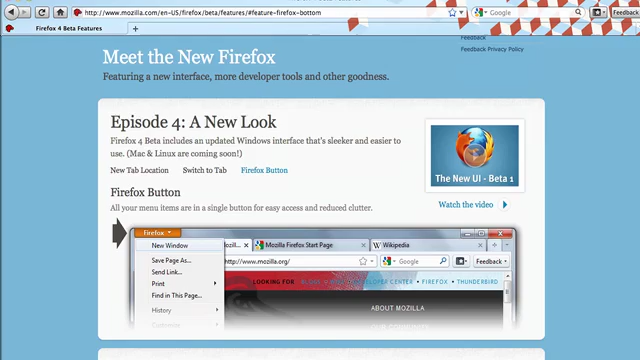 http://www.mozilla.com/en-US/firefox/beta/features/#feature-firefox-bottom
Google
Feedback
Firefox 4 Beta Features
Feedback
Feedback Privacy Policy
Meet the New Firefox
Featuring a new interface, more developer tools and other goodness.
Episode 4: A New Look
Firefox 4 Beta includes an updated Windows interface that's sleeker and easier to
use. (Mac & Linux are coming soon!)
New Tab Location Switch to Tab Firefox Button
The New UI - Beta 1
Watch the video
Firefox Button
All your menu items are in a single button for easy access and reduced clutter.
Firefox
New Window
Mozilla Firefox Start Page
Wikipedia
Save Page As...
http://www.mozilla.org/
Google
Feedback
Send Link...
Print
LOOKING FOR
CENTER • FIREFOX • THUNDERBIRD
Find in This Page...
History
ABOUT MOZILLA
OUR COMMUNITY